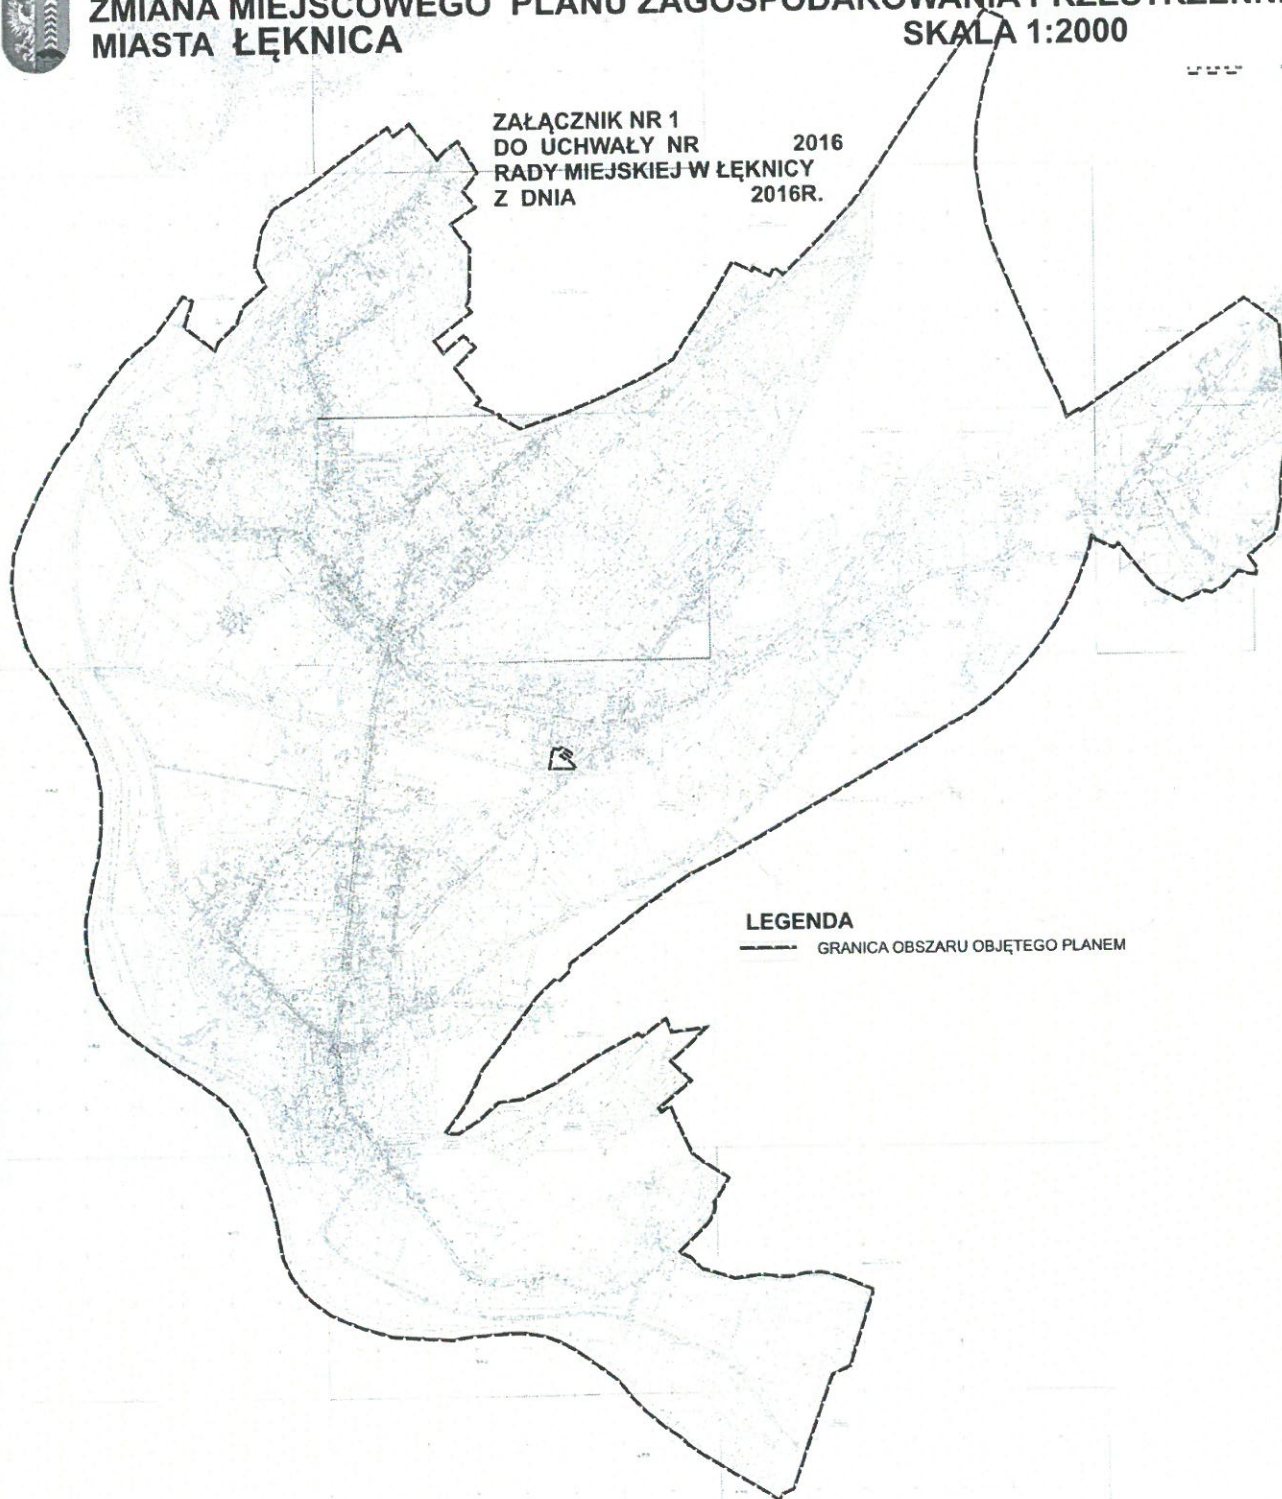 ZMIANA MIEJSCOWEGO PLANU ZAGOSPODAROWANIA
MIASTA ŁĘKNICA
SKALA 1:2000
ZAŁĄCZNIK NR 1
DO UCHWAŁY NR 2016
RADY MIEJSKIEJ W ŁĘKNICY
Z DNIA 2016R.
LEGENDA
GRANICA OBSZARU OBJĘTEGO PLANEM